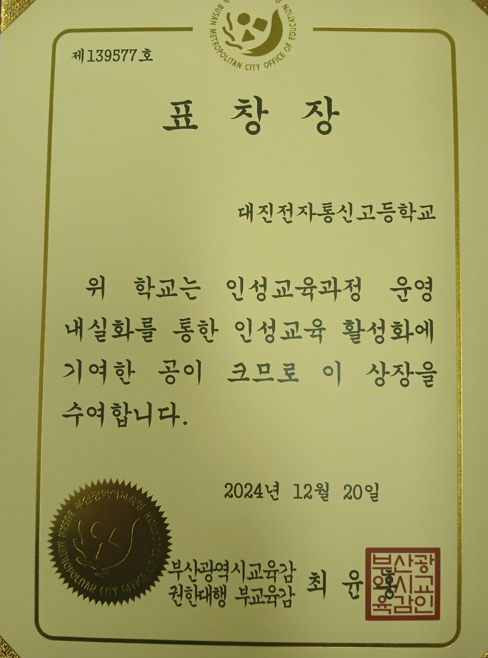 BUSAN METROPOLITAN CITY OFFICE OF EDUCATION
제139577호
표 창 장
대진전자통신고등학교
위 학교는 인성교육과정 운영
내실화를 통한 인성교육 활성화에
기여한 공이 크므로 이 상장을
수여합니다.
2024년 12월 20일
부산광역시교육감
권한대행 부교육감 최 윤
부산광
역시교
육감인